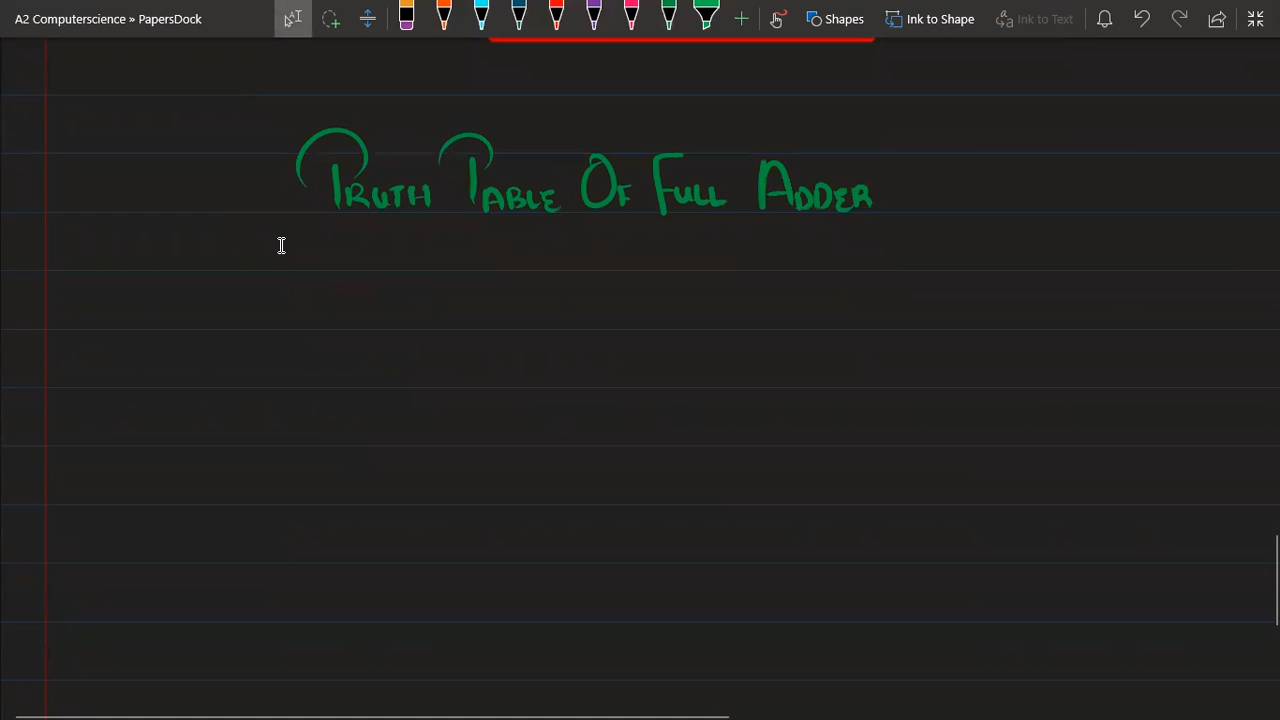 A2 Computerscience » PapersDock
Shapes
Ink to Shape
Ink to Text
TRUTH TABLE OF FULL ADDER